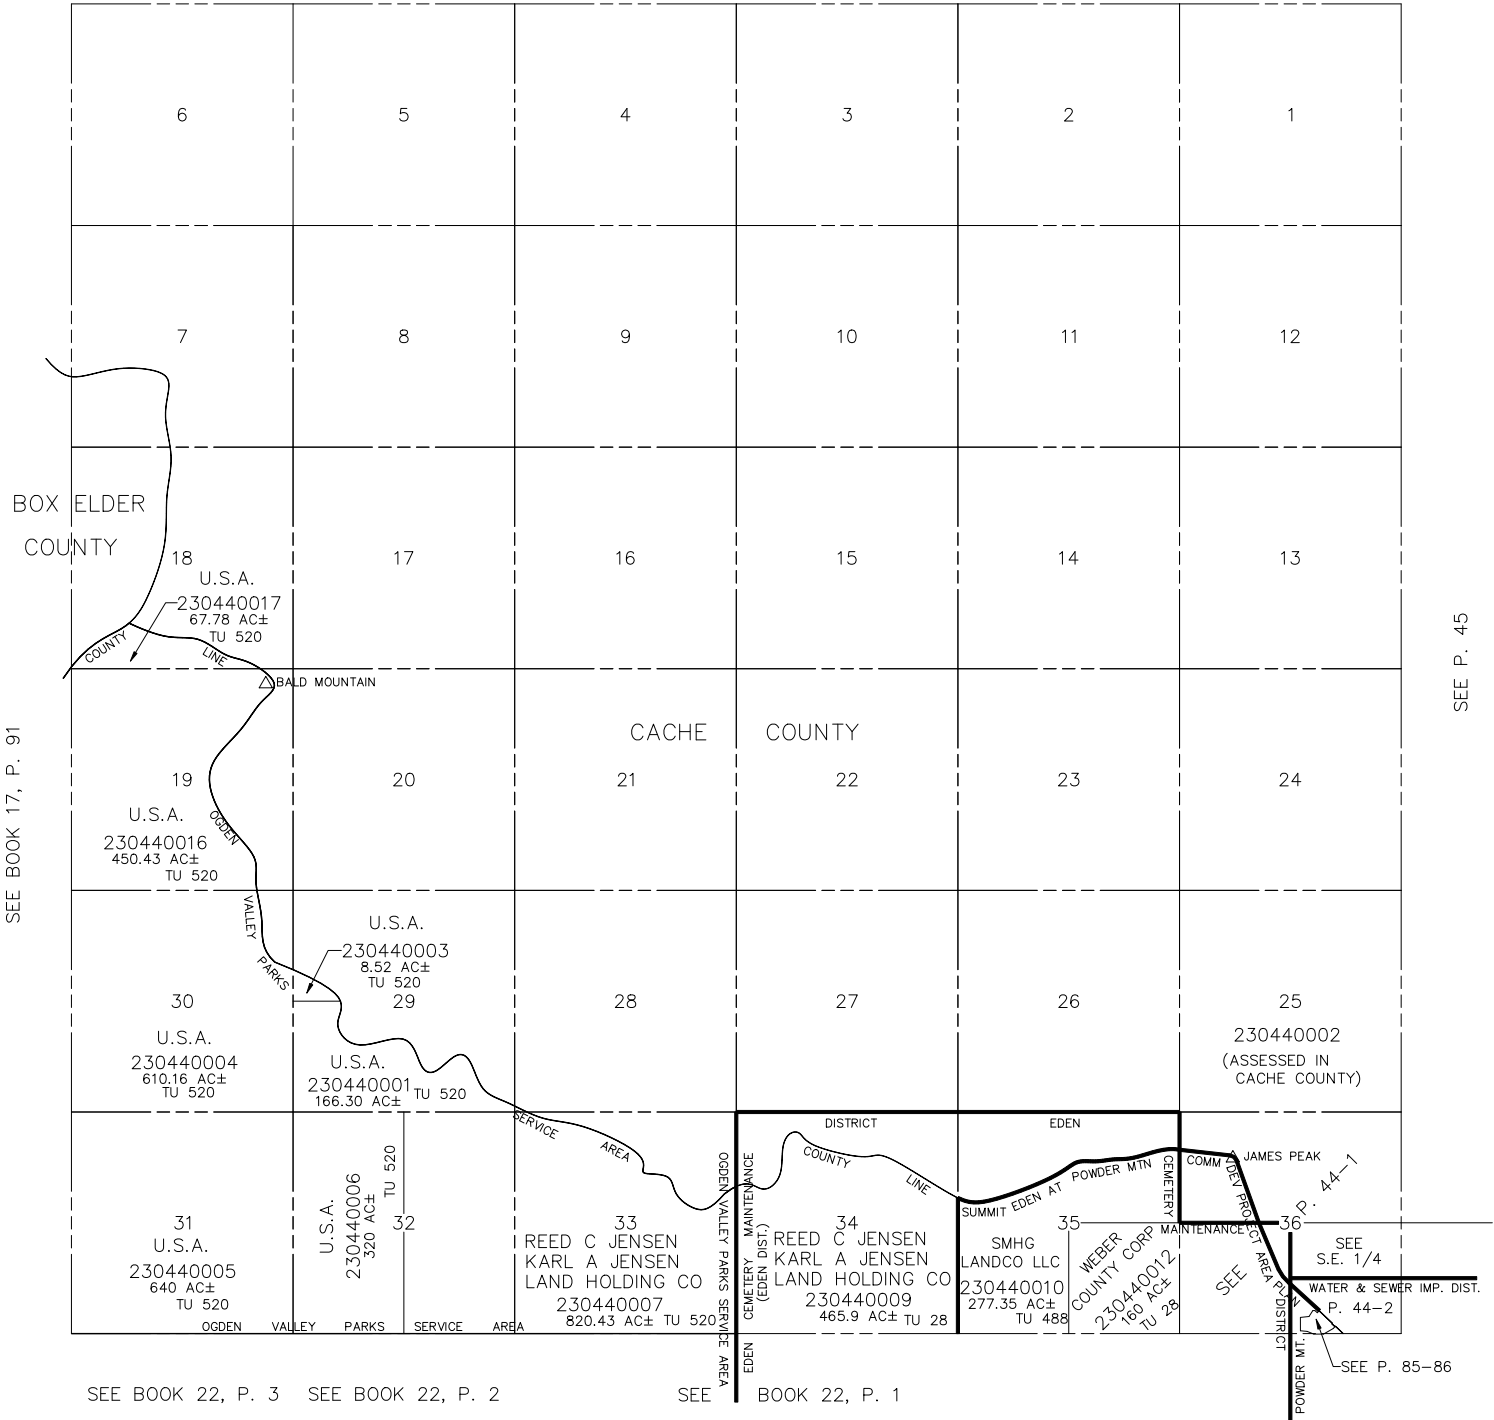 6
5
4
3
2
1
7
8
9
10
11
12
BOX ELDER
COUNTY
18
17
16
15
14
13
U.S.A.
230440017
67.78 AC±
TU 520
COUNTY
LINE
BALD MOUNTAIN
SEE P. 45
SEE BOOK 17, P. 91
CACHE COUNTY
19
20
21
22
23
24
U.S.A.
230440016
450.43 AC±
TU 520
OGDEN
VALLEY
PARKS
U.S.A.
230440003
8.52 AC±
TU 520
30
29
28
27
26
25
U.S.A.
230440004
610.16 AC±
TU 520
U.S.A.
230440001
166.30 AC±
TU 520
230440002
(ASSESSED IN
CACHE COUNTY)
SERVICE
AREA
DISTRICT
EDEN
COUNTY
LINE
SUMMIT EDEN AT POWDER MTN
COMM
DEV PROJECT AREA PLAN
JAMES PEAK
CEMETERY
MAINTENANCE
DISTRICT
P. 44-1
31
U.S.A.
230440005
640 AC±
TU 520
32
U.S.A.
230440006
320 AC±
TU 520
33
REED C JENSEN
KARL A JENSEN
LAND HOLDING CO
230440007
820.43 AC± TU 520
OGDEN VALLEY PARKS SERVICE AREA
EDEN CEMETERY MAINTENANCE
(EDEN DIST.)
34
REED C JENSEN
KARL A JENSEN
LAND HOLDING CO
230440009
465.9 AC± TU 28
35
SMHG
LANDCO LLC
230440010
277.35 AC±
TU 488
WEBER
COUNTY CORP
230440012
160 AC±
TU 28
36
SEE
SEE
S.E. 1/4
WATER & SEWER IMP. DIST.
P. 44-2
POWDER MT.
SEE P. 85-86
OGDEN VALLEY PARKS SERVICE AREA
SEE BOOK 22, P. 3
SEE BOOK 22, P. 2
SEE BOOK 22, P. 1